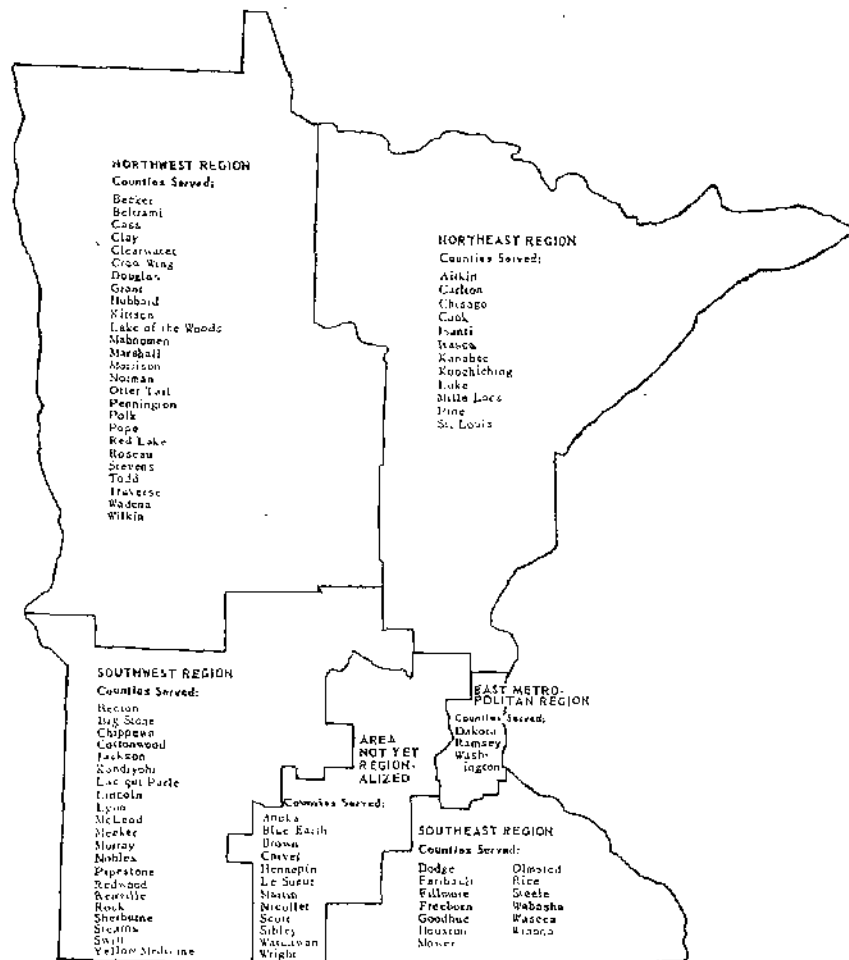 NORTHWEST REGION
Counties Served:
Becker
Beltrami
Cass
Clay
Clearwater
Crow Wing
Douglas
Grant
Hubbard
Kittson
Lake of the Woods
Mahnomen
Marshall
Morrison
Norman
Otter Tail
Pennington
Polk
Pope
Red Lake
Roseau
Stevens
Todd
Traverse
Wadena
Wilkin
NORTHEAST REGION
Counties Served:
Aitkin
Carlton
Chisago
Cook
Isanti
Itasca
Kanabec
Koochiching
Lake
Mille Lacs
Pine
St. Louis
SOUTHWEST REGION
Counties Served:
Benton
Big Stone
Chippewa
Cottonwood
Jackson
Kandiyohi
Lac qui Parle
Lincoln
Lyon
McLeod
Meeker
Murray
Nobles
Pipestone
Redwood
Renville
Rock
Sherburne
Stearns
Swift
Yellow Medicine
AREA
NOT YET
REGION-
ALIZED
Counties Served:
Anoka
Blue Earth
Brown
Carver
Hennepin
Le Sueur
Martin
Nicollet
Scott
Sibley
Watonwan
Wright
EAST METRO-
POLITAN REGION
Counties Served:
Dakota
Ramsey
Wash-
ington
SOUTHEAST REGION
Counties Served:
Dodge
Faribault
Fillmore
Freeborn
Goodhue
Houston
Mower
Olmsted
Rice
Steele
Wabasha
Waseca
Winona